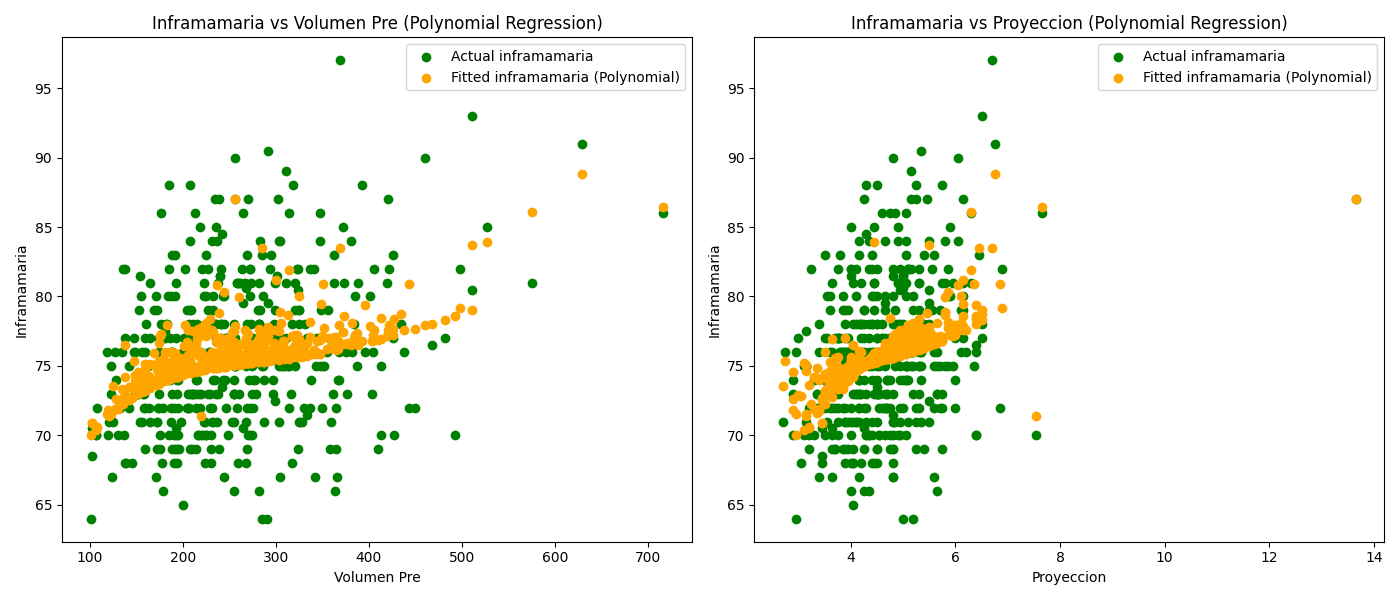 Inframamaria vs Volumen Pre (Polynomial Regression)
Actual inframamaria
Fitted inframamaria (Polynomial)
95
90
85
80
75
70
65
Inframamaria
100 200 300 400 500 600 700
Volumen Pre
Inframamaria vs Proyeccion (Polynomial Regression)
Actual inframamaria
Fitted inframamaria (Polynomial)
95
90
85
80
75
70
65
Inframamaria
4 6 8 10 12 14
Proyeccion